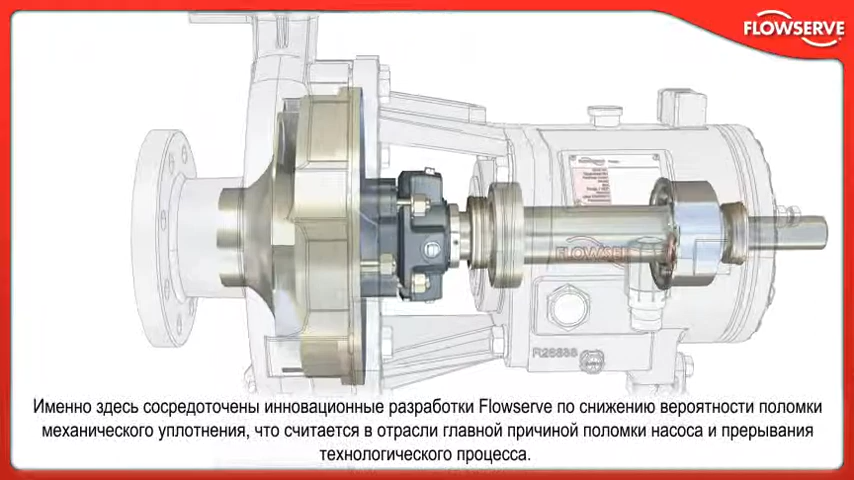 FLOWSERVE
FLOWSERVE
Именно здесь сосредоточены инновационные разработки Flowserve по снижению вероятности поломки
механического уплотнения, что считается в отрасли главной причиной поломки насоса и прерывания
технологического процесса.